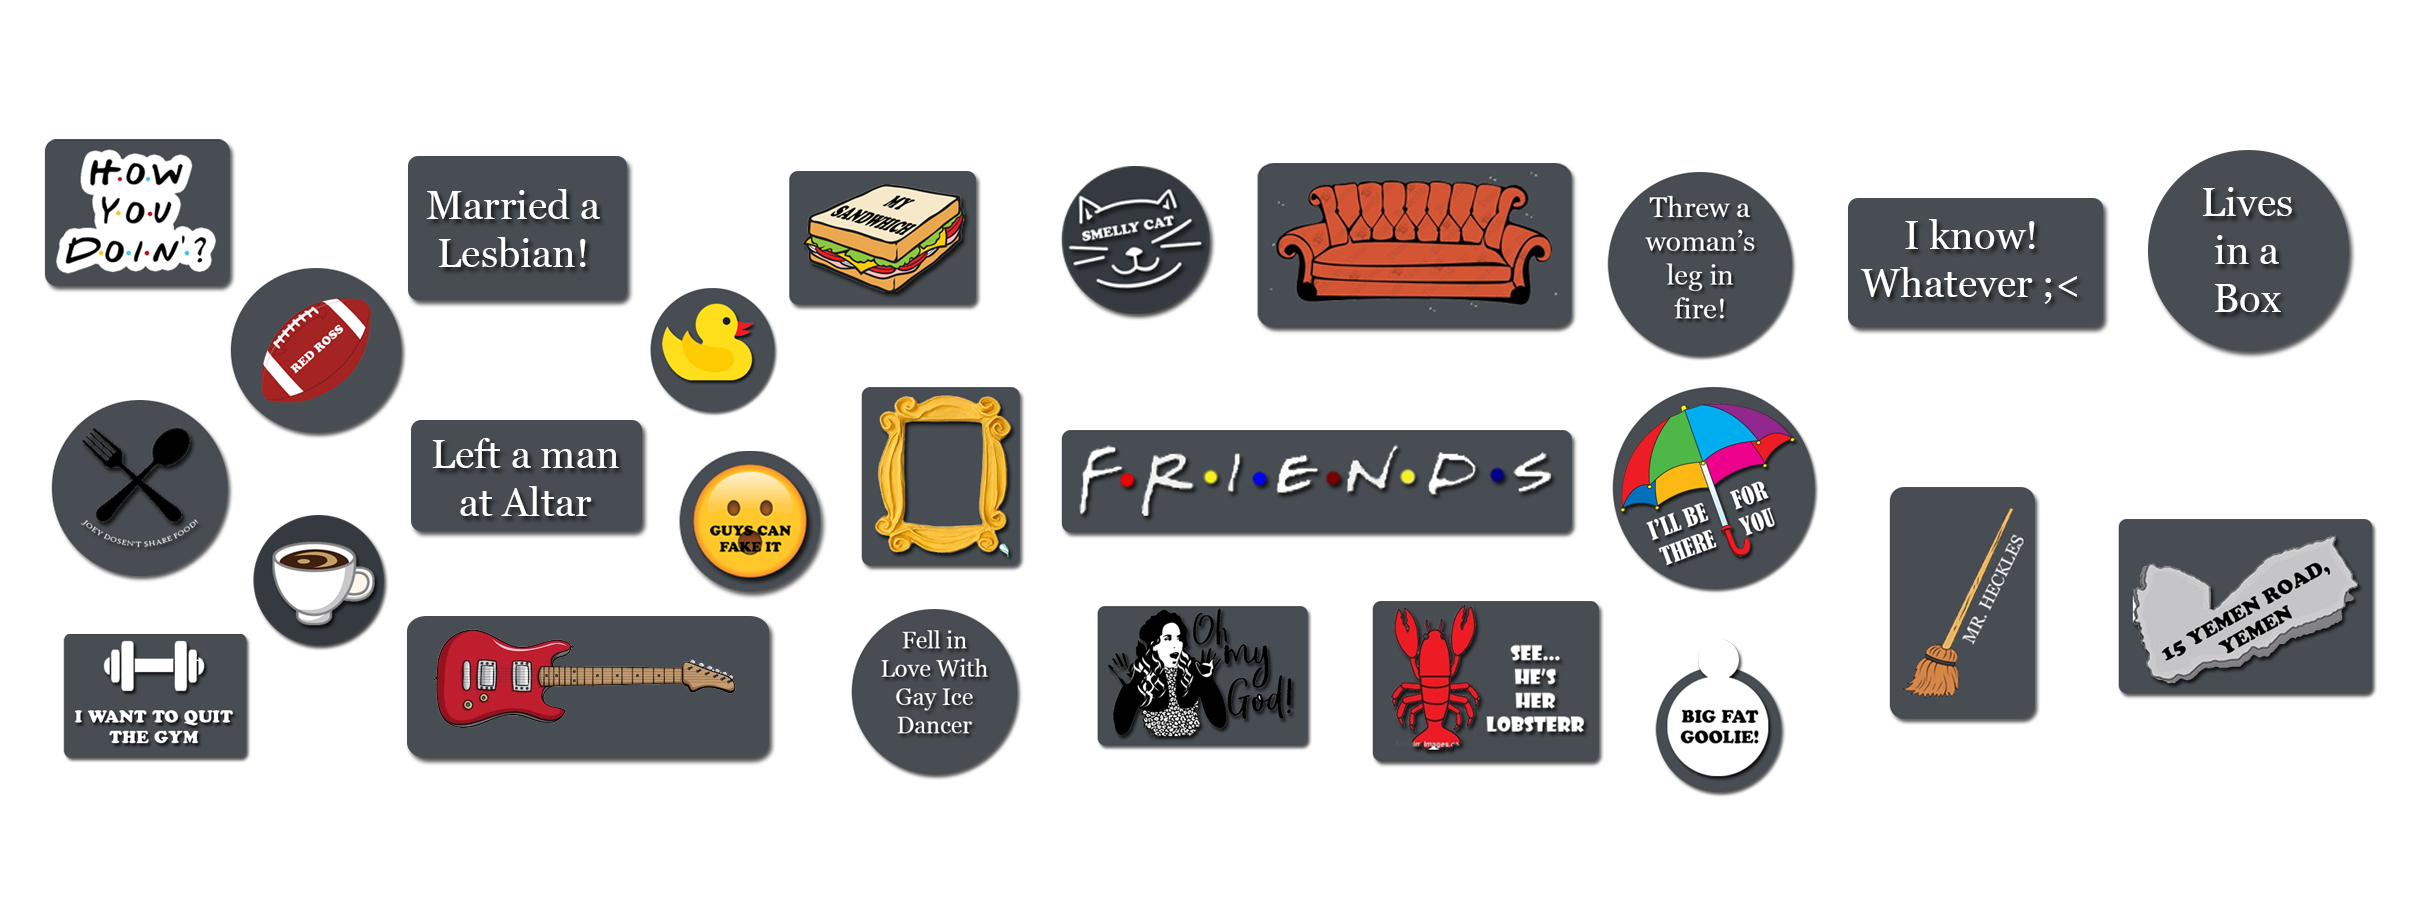 HOW
YOU
DOIN'?
Married a
Lesbian!
MY
SANDWHICH
SMELLY CAT
Threw a
woman's
leg in
fire!
I know!
Whatever ;<
Lives
in a
Box
RED ROSS
JOEY DOSEN'T SHARE FOOD!
Left a man
at Altar
GUYS CAN
FAKE IT
F•R•I•E•N•D•S
I'LL BE
THERE
FOR
YOU
MR. HECKLES
15 YEMEN ROAD,
YEMEN
I WANT TO QUIT
THE GYM
Fell in
Love With
Gay Ice
Dancer
Oh
my
God!
SEE...
HE'S
HER
LOBSTERR
BIG FAT
GOOLIE!